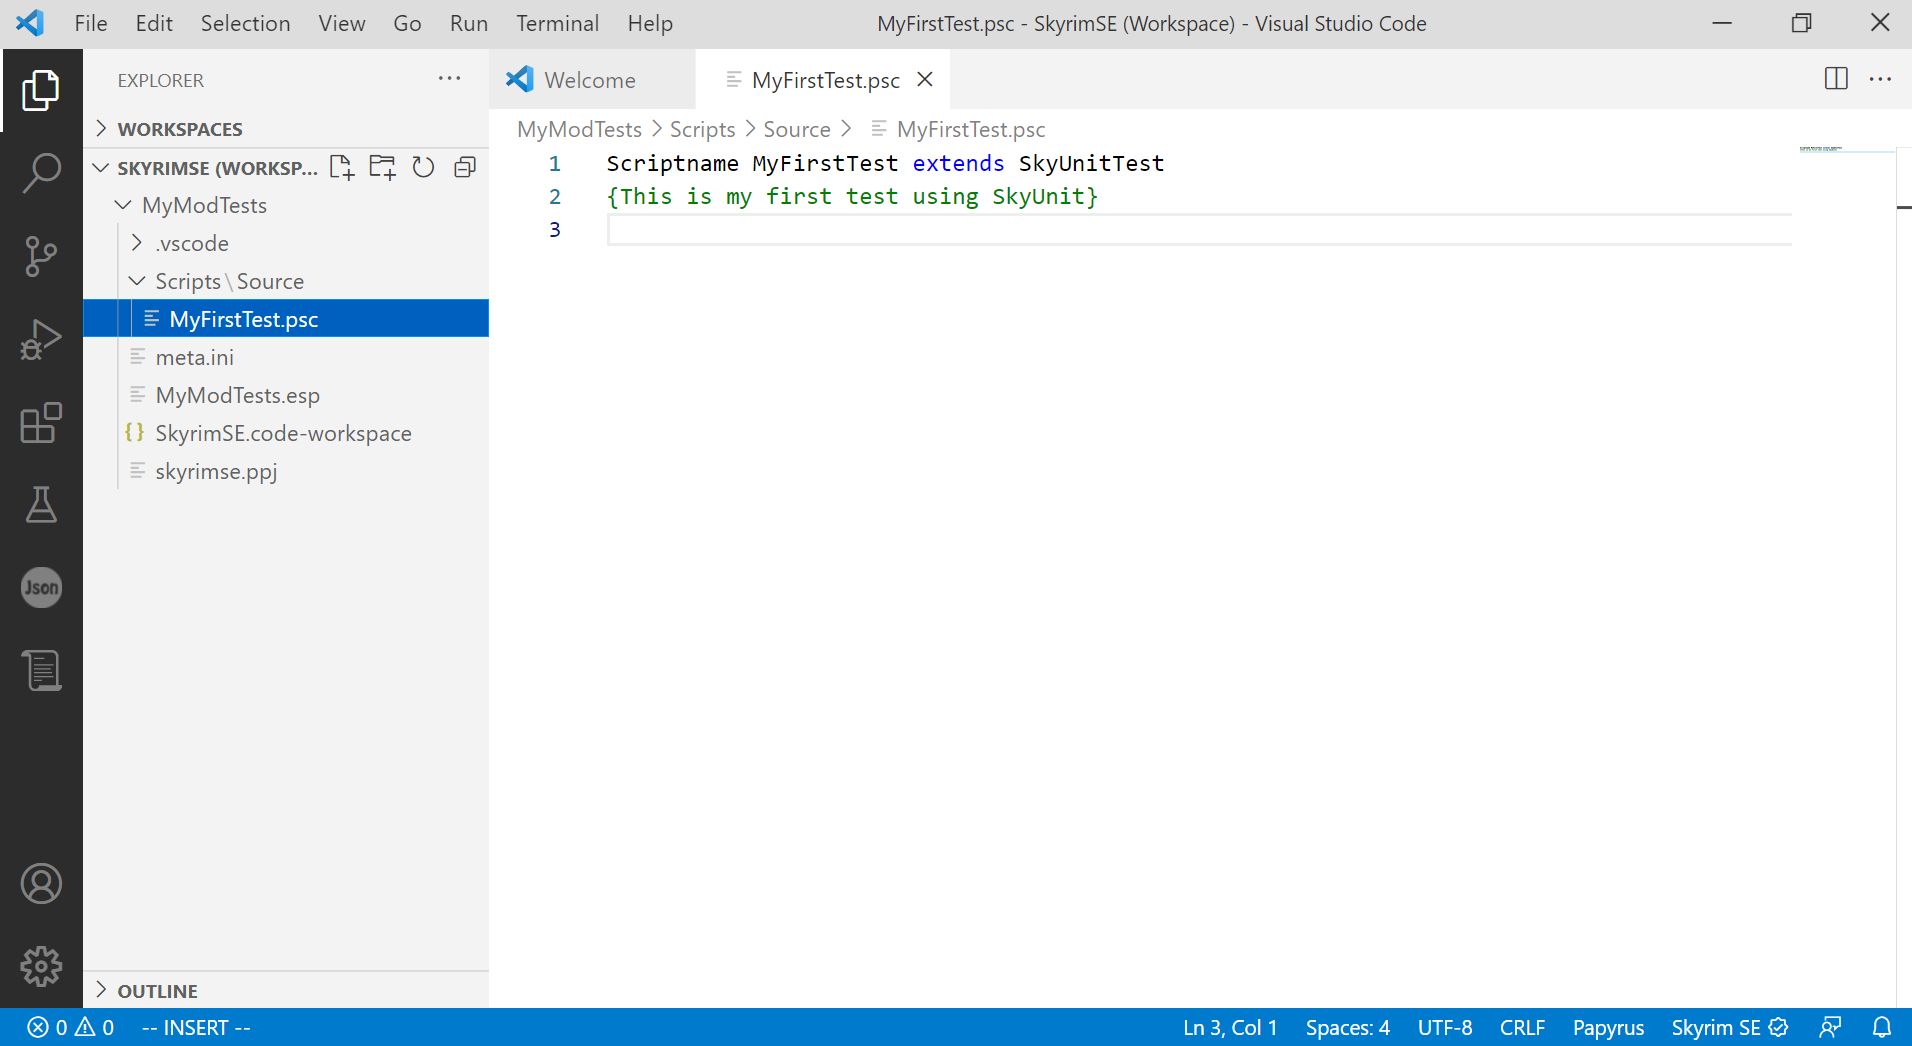 File Edit Selection View Go Run Terminal Help MyFirstTest.psc - SkyrimSE (Workspace) - Visual Studio Code
EXPLORER
WORKSPACES
SKYRIMSE (WORKSP...
MyModTests
.vscode
Scripts\Source
MyFirstTest.psc
meta.ini
MyModTests.esp
{} SkyrimSE.code-workspace
skyrimse.ppj
OUTLINE
Json
Welcome MyFirstTest.psc
MyModTests > Scripts > Source > MyFirstTest.psc
1 Scriptname MyFirstTest extends SkyUnitTest
2 {This is my first test using SkyUnit}
3
0 0 -- INSERT -- Ln 3, Col 1 Spaces: 4 UTF-8 CRLF Papyrus Skyrim SE